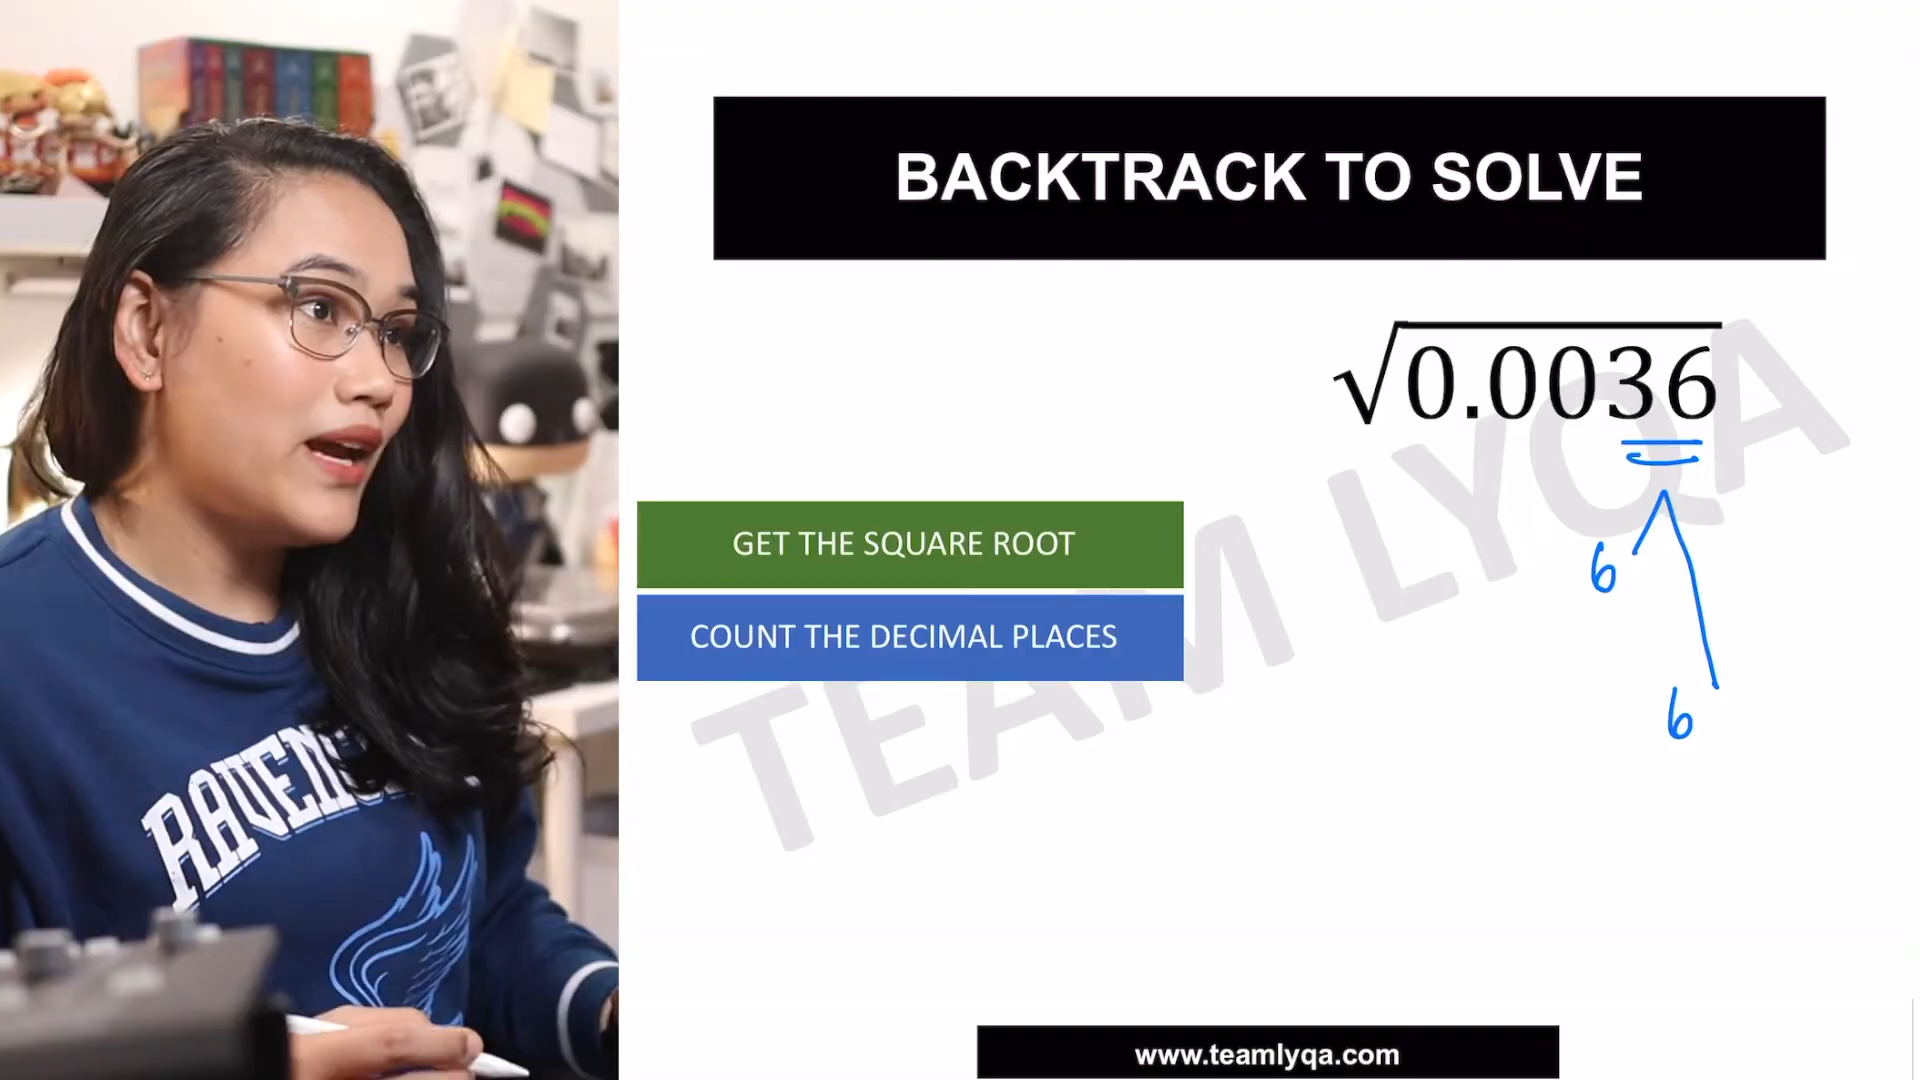 BACKTRACK TO SOLVE
√0.0036
6
6
GET THE SQUARE ROOT
COUNT THE DECIMAL PLACES
TEAM LYQA
www.teamlyqa.com